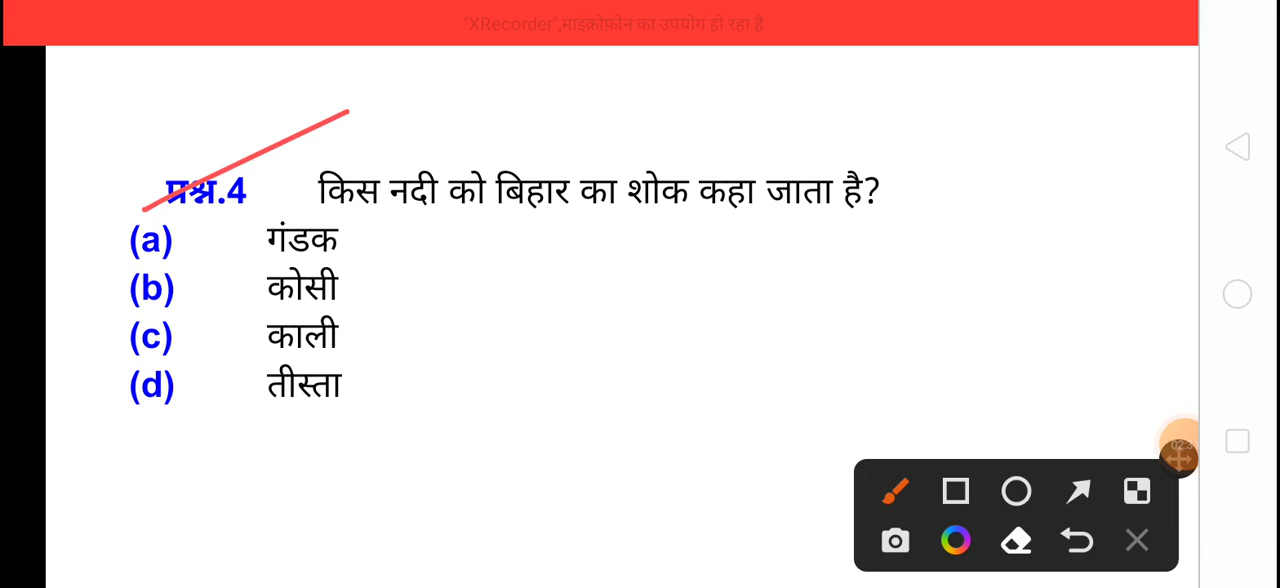 "XRecorder",माइक्रोफ़ोन का उपयोग हो रहा है
प्रश्न.4 किस नदी को बिहार का शोक कहा जाता है?
(a) गंडक
(b) कोसी
(c) काली
(d) तीस्ता